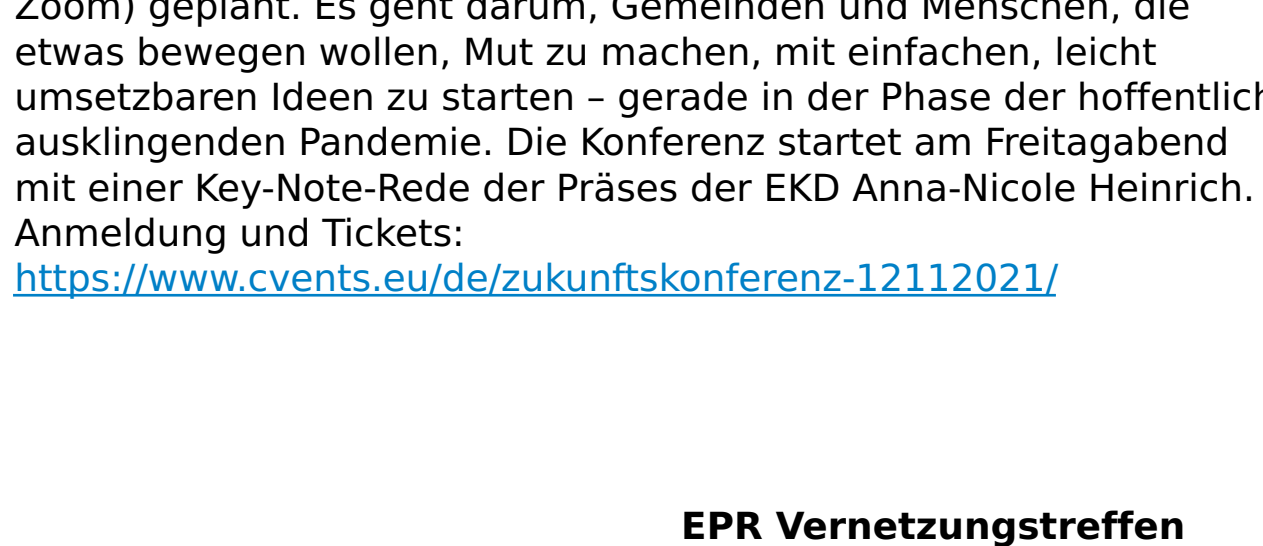 Zoom) geplant. Es geht darum, Gemeinden und Menschen, die
etwas bewegen wollen, Mut zu machen, mit einfachen, leicht
umsetzbaren Ideen zu starten – gerade in der Phase der hoffentlich
ausklingenden Pandemie. Die Konferenz startet am Freitagabend
mit einer Key-Note-Rede der Präses der EKD Anna-Nicole Heinrich.
Anmeldung und Tickets:
https://www.cvents.eu/de/zukunftskonferenz-12112021/
EPR Vernetzungstreffen